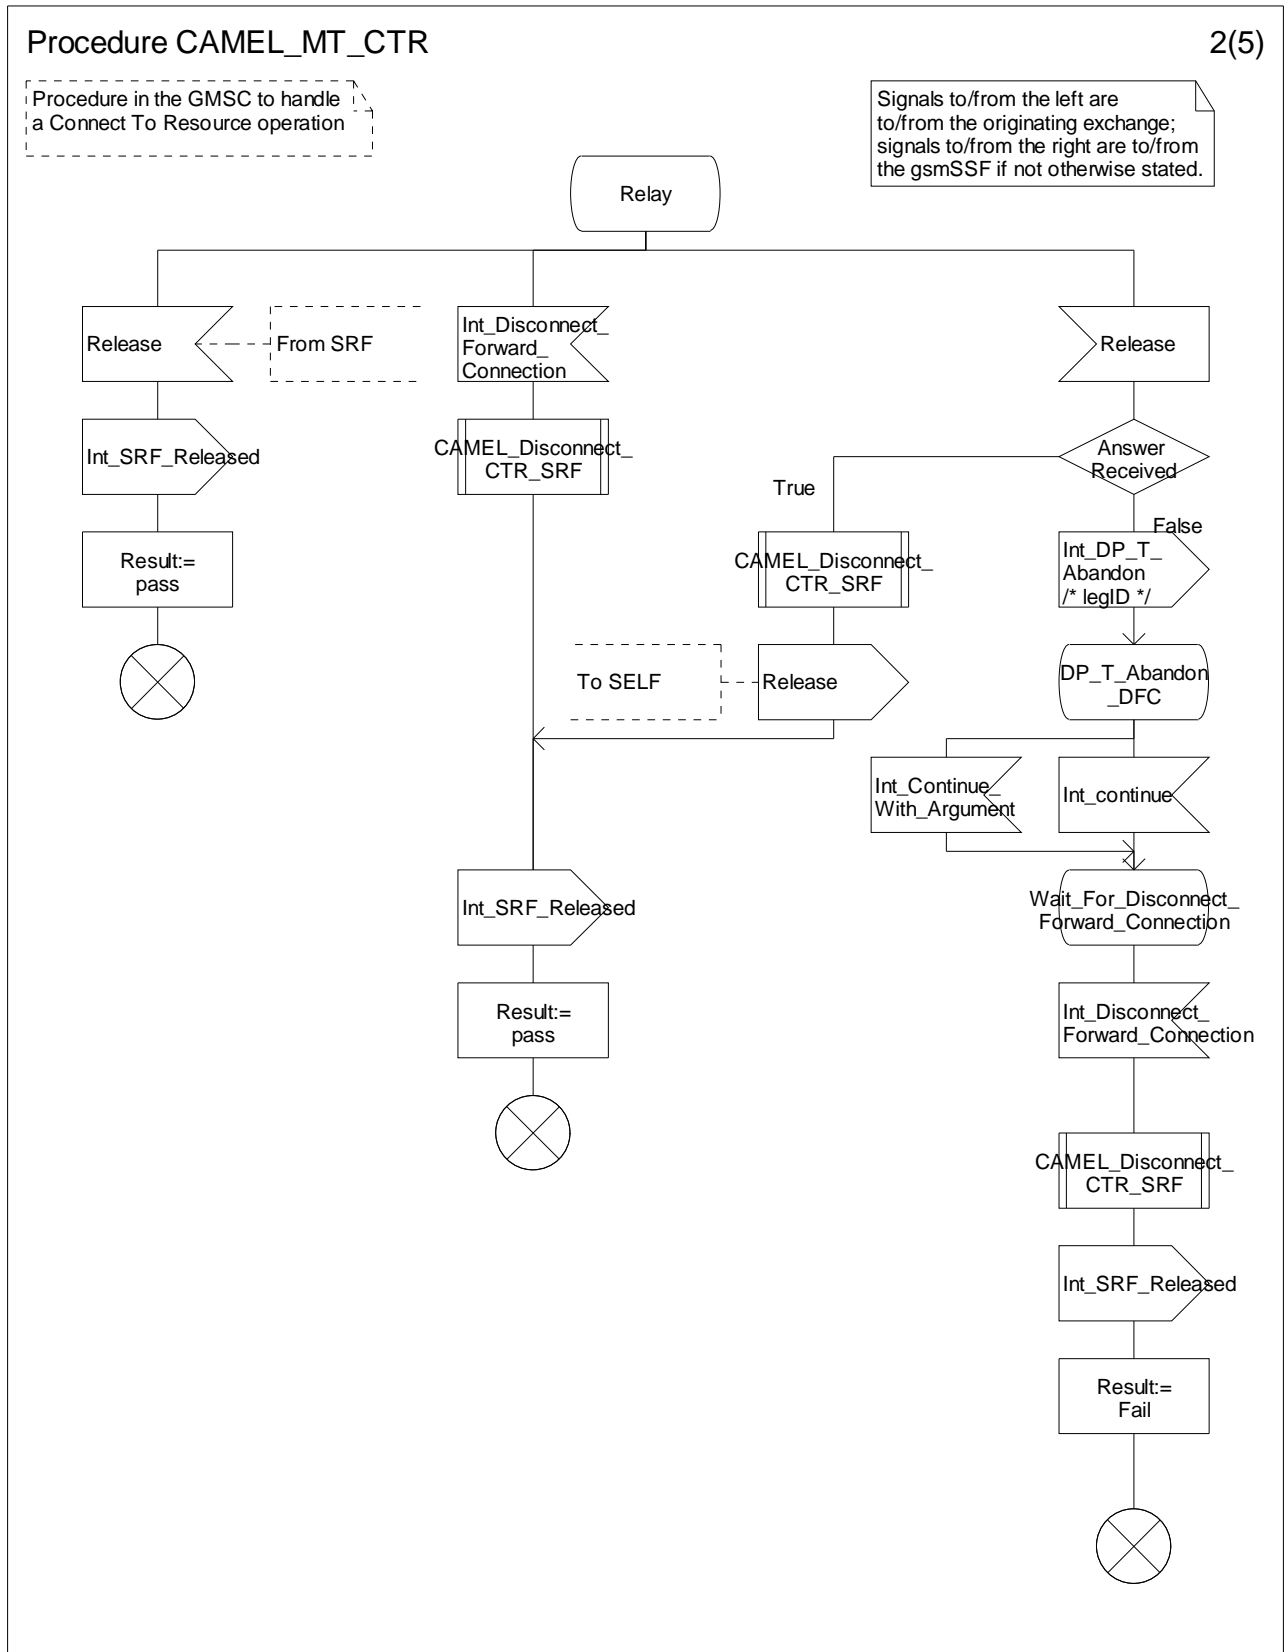 Procedure CAMEL_MT_CTR
2(5)
Procedure in the GMSC to handle
a Connect To Resource operation
Signals to/from the left are
to/from the originating exchange;
signals to/from the right are to/from
the gsmSSF if not otherwise stated.
Relay
Release
From SRF
Int_Disconnect_
Forward_
Connection
Release
Int_SRF_Released
CAMEL_Disconnect_
CTR_SRF
Answer
Received
True
False
Result:=
pass
CAMEL_Disconnect_
CTR_SRF
Int_DP_T_
Abandon
/* legID */
To SELF
Release
DP_T_Abandon
_DFC
Int_Continue_
With_Argument
Int_continue
Int_SRF_Released
Wait_For_Disconnect_
Forward_Connection
Result:=
pass
Int_Disconnect_
Forward_Connection
CAMEL_Disconnect_
CTR_SRF
Int_SRF_Released
Result:=
Fail